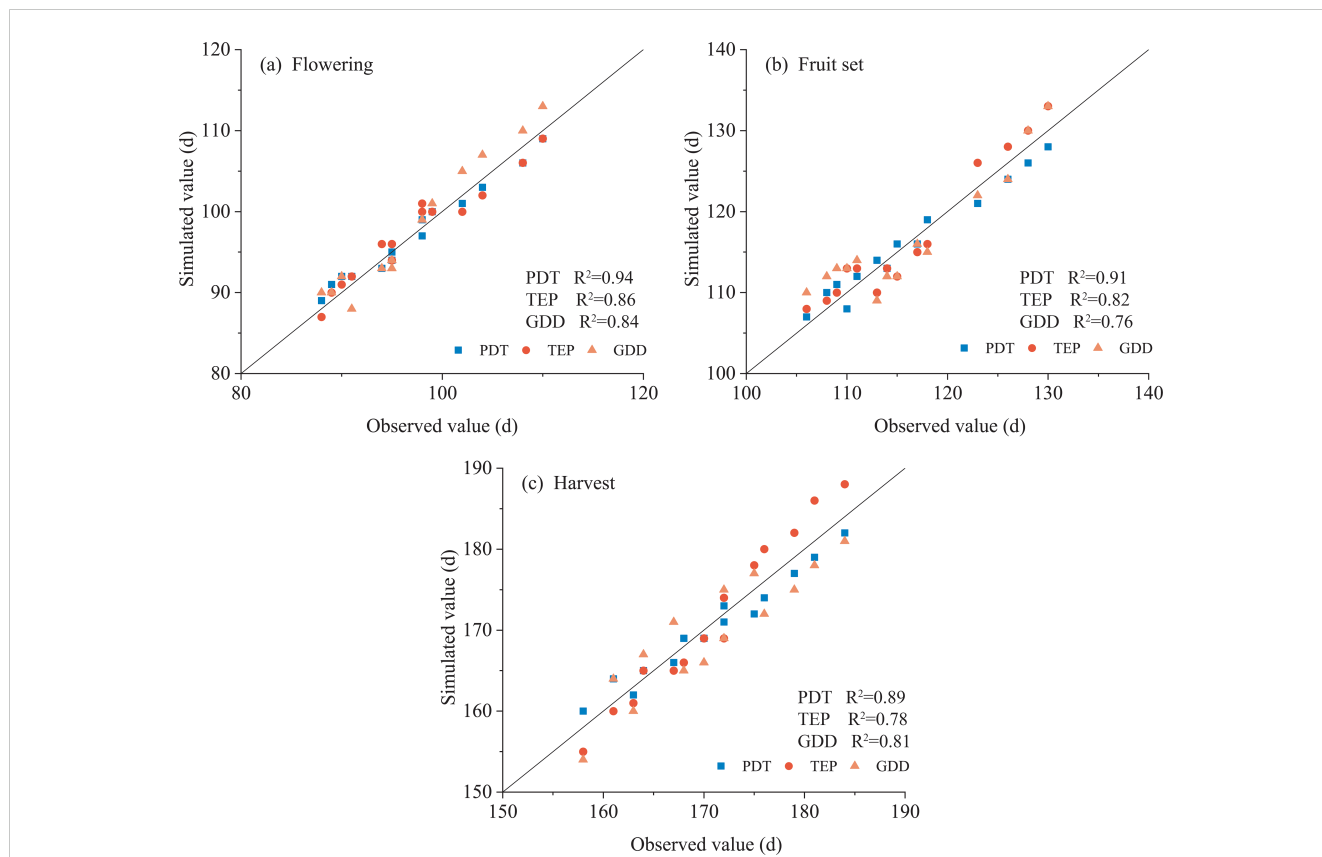 (a) Flowering
Simulated value (d)
120
110
100
90
80
PDT R²=0.94
TEP R²=0.86
GDD R²=0.84
PDT TEP GDD
80 100 120
Observed value (d)
(b) Fruit set
Simulated value (d)
140
130
120
110
100
PDT R²=0.91
TEP R²=0.82
GDD R²=0.76
PDT TEP GDD
100 110 120 130 140
Observed value (d)
(c) Harvest
Simulated value (d)
190
180
170
160
150
PDT R²=0.89
TEP R²=0.78
GDD R²=0.81
PDT TEP GDD
150 160 170 180 190
Observed value (d)